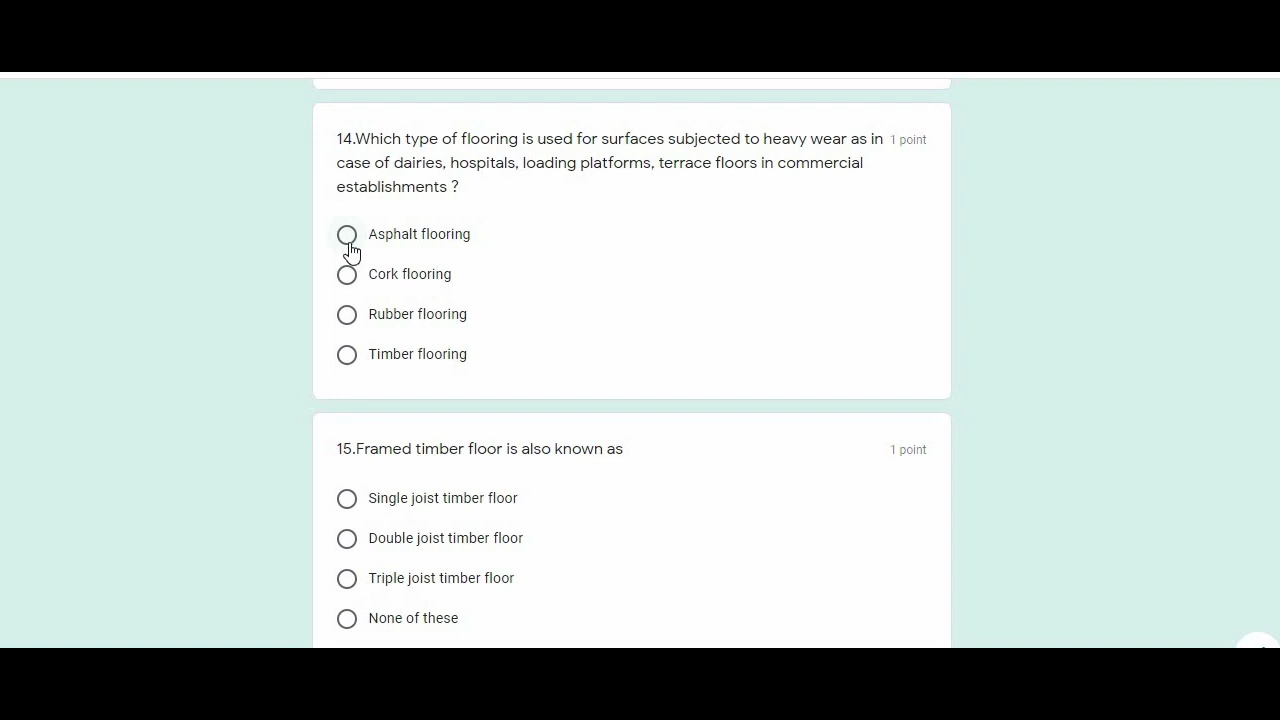 14.Which type of flooring is used for surfaces subjected to heavy wear as in 1 point
case of dairies, hospitals, loading platforms, terrace floors in commercial
establishments ?
Asphalt flooring
Cork flooring
Rubber flooring
Timber flooring
15.Framed timber floor is also known as 1 point
Single joist timber floor
Double joist timber floor
Triple joist timber floor
None of these